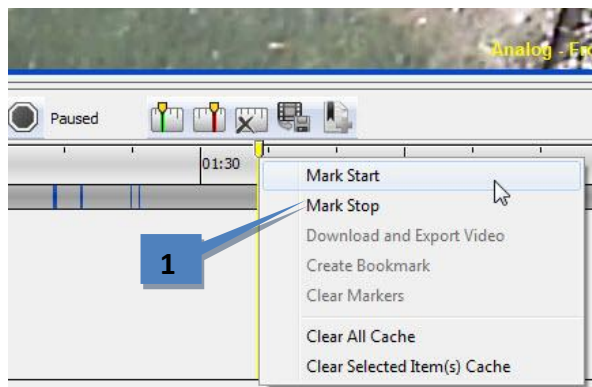 Analog - Fro
Paused
01:30
Mark Start
Mark Stop
1
Download and Export Video
Create Bookmark
Clear Markers
Clear All Cache
Clear Selected Item(s) Cache